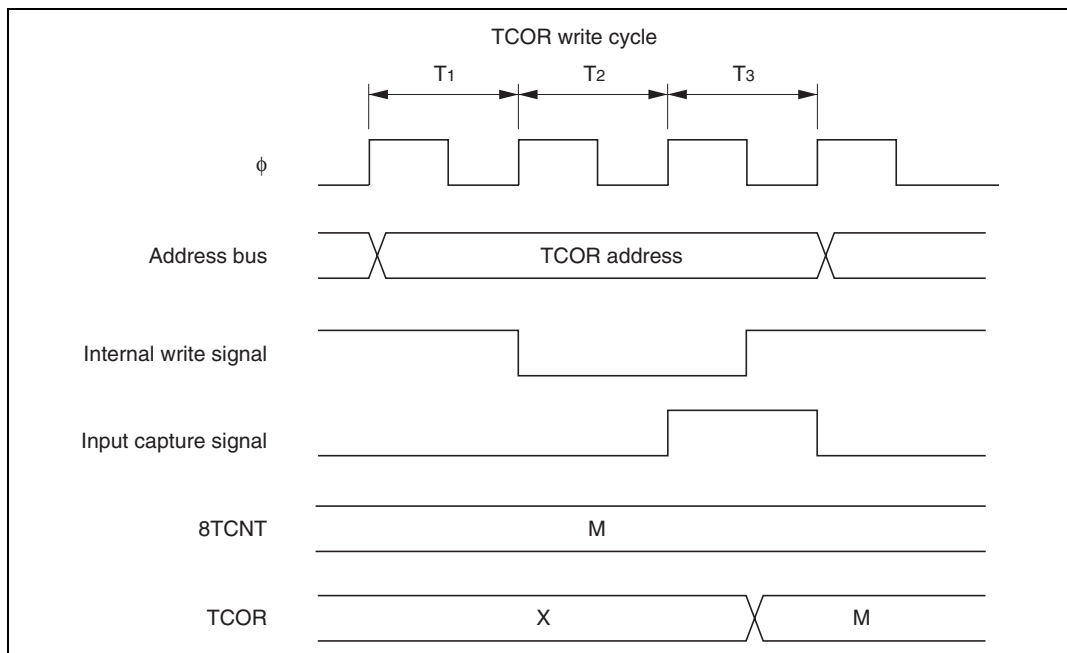 TCOR write cycle
T1 T2 T3
φ
Address bus TCOR address
Internal write signal
Input capture signal
8TCNT M
TCOR X M